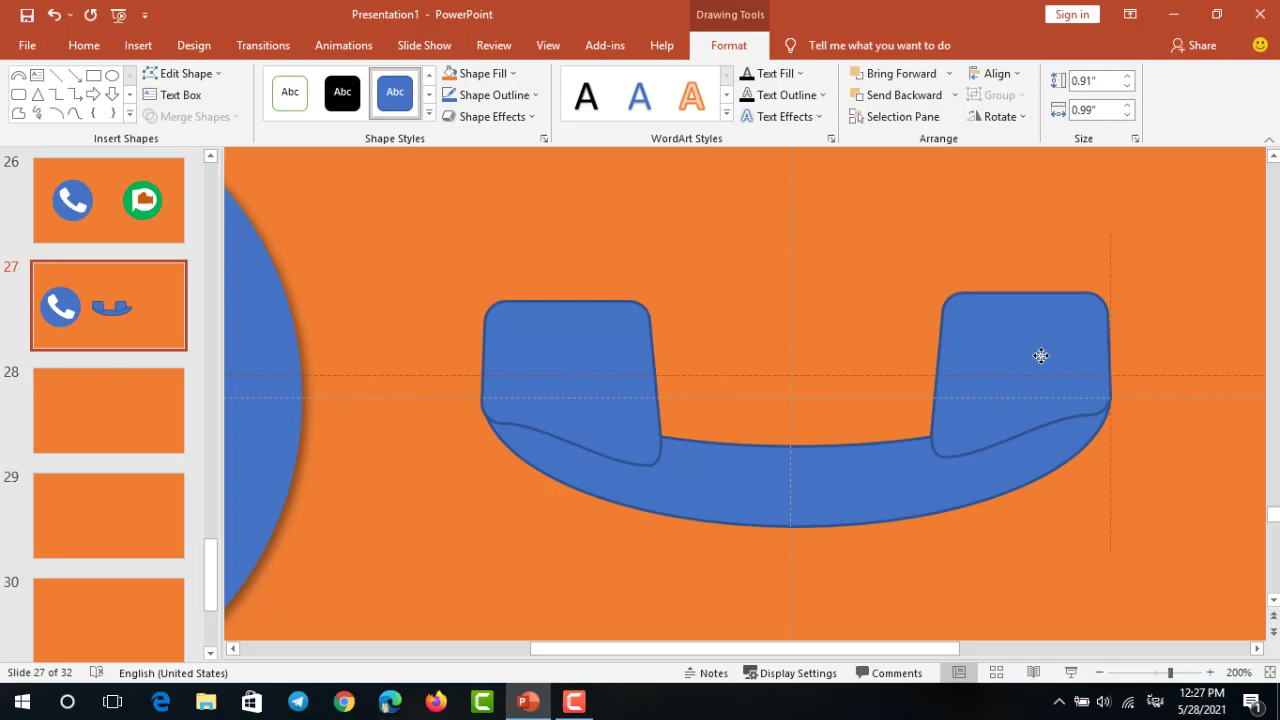 Presentation1 - PowerPoint
Drawing Tools
Sign in
File
Home
Insert
Design
Transitions
Animations
Slide Show
Review
View
Add-ins
Help
Format
Tell me what you want to do
Share
Edit Shape
Text Box
Merge Shapes
Insert Shapes
Abc
Abc
Abc
Shape Fill
Shape Outline
Shape Effects
Shape Styles
A
A
A
Text Fill
Text Outline
Text Effects
WordArt Styles
Bring Forward
Send Backward
Selection Pane
Align
Group
Rotate
Arrange
0.91"
0.99"
Size
26
27
28
29
30
Slide 27 of 32
English (United States)
Notes
Display Settings
Comments
200%
12:27 PM
5/28/2021